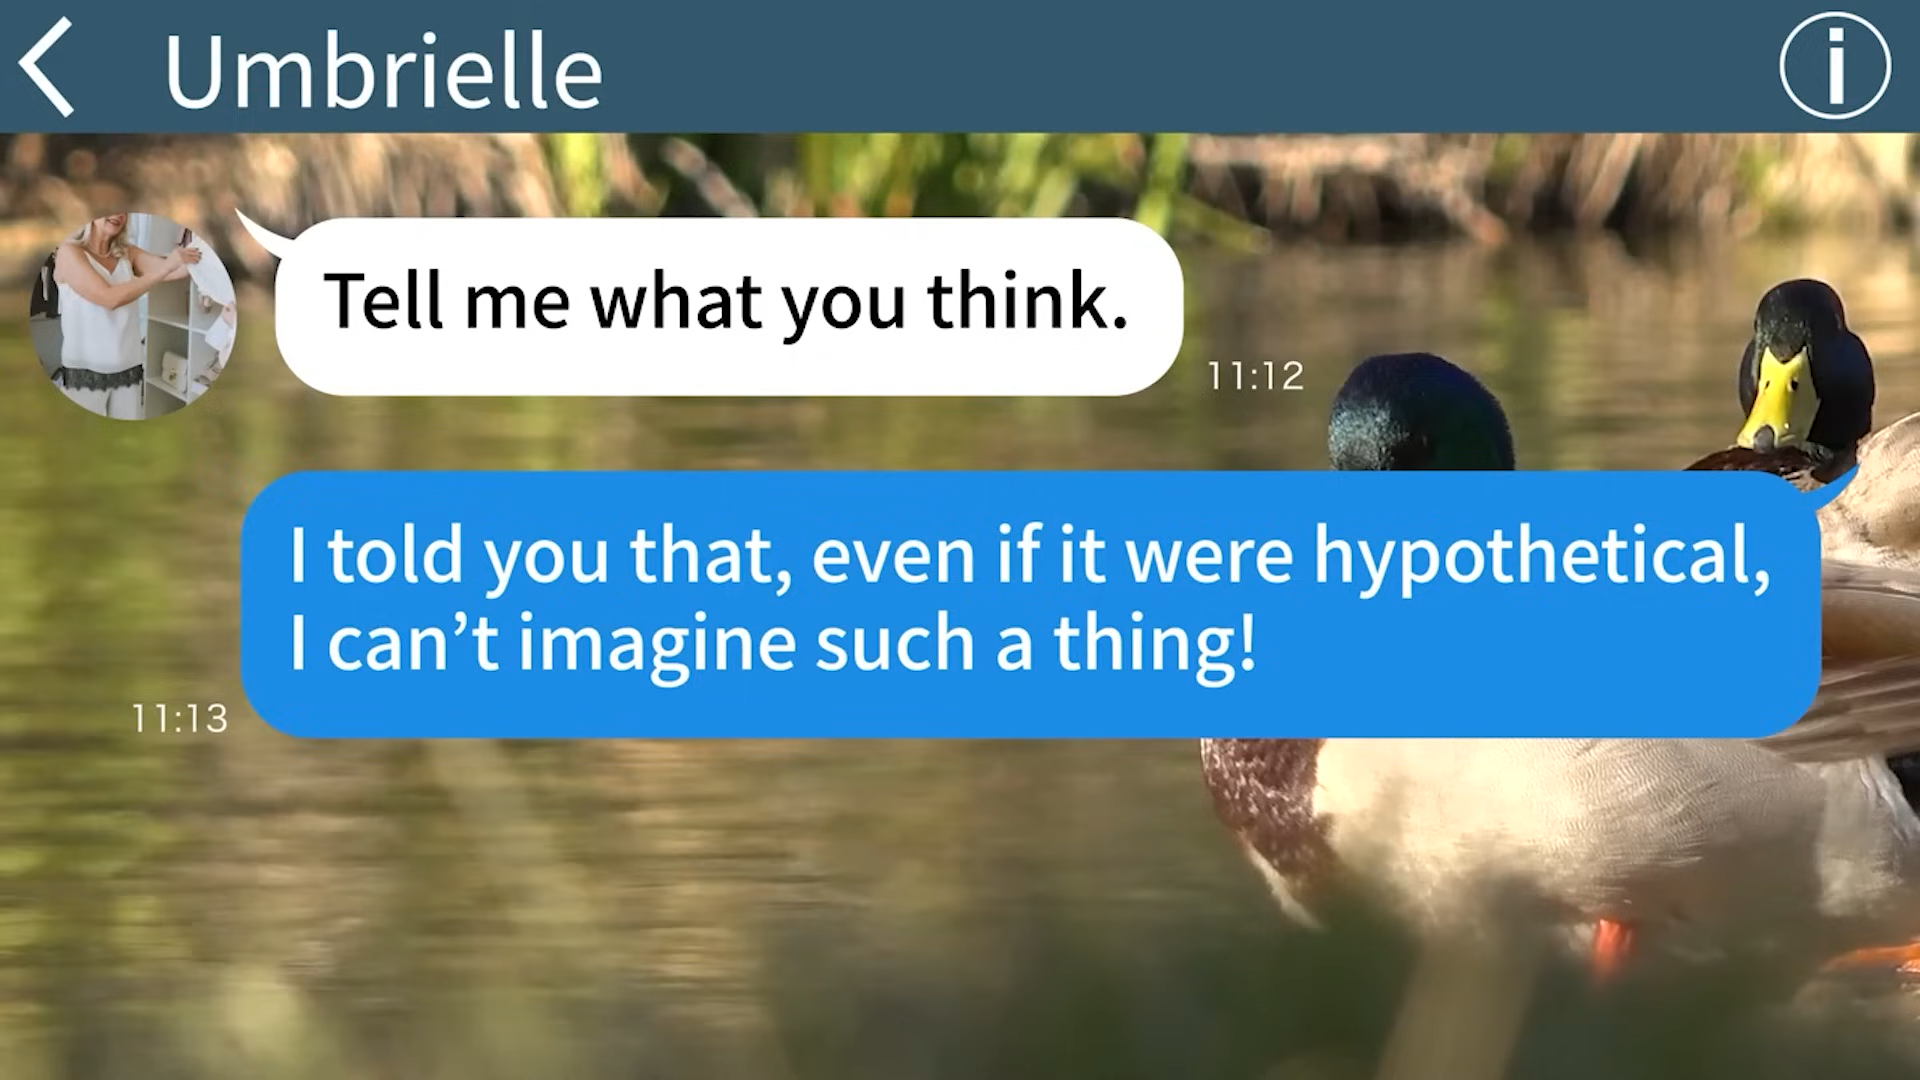 Umbrielle
Tell me what you think.
11:12
I told you that, even if it were hypothetical,
I can’t imagine such a thing!
11:13